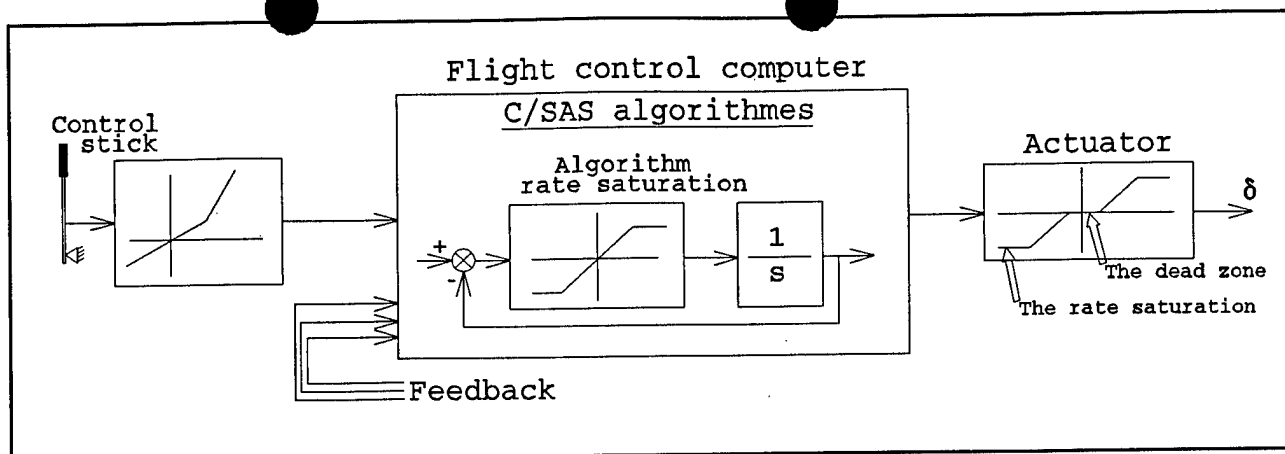 Flight control computer
C/SAS algorithmes
Control
stick
Algorithm
rate saturation
+
-
1
s
Actuator
δ
The dead zone
The rate saturation
Feedback